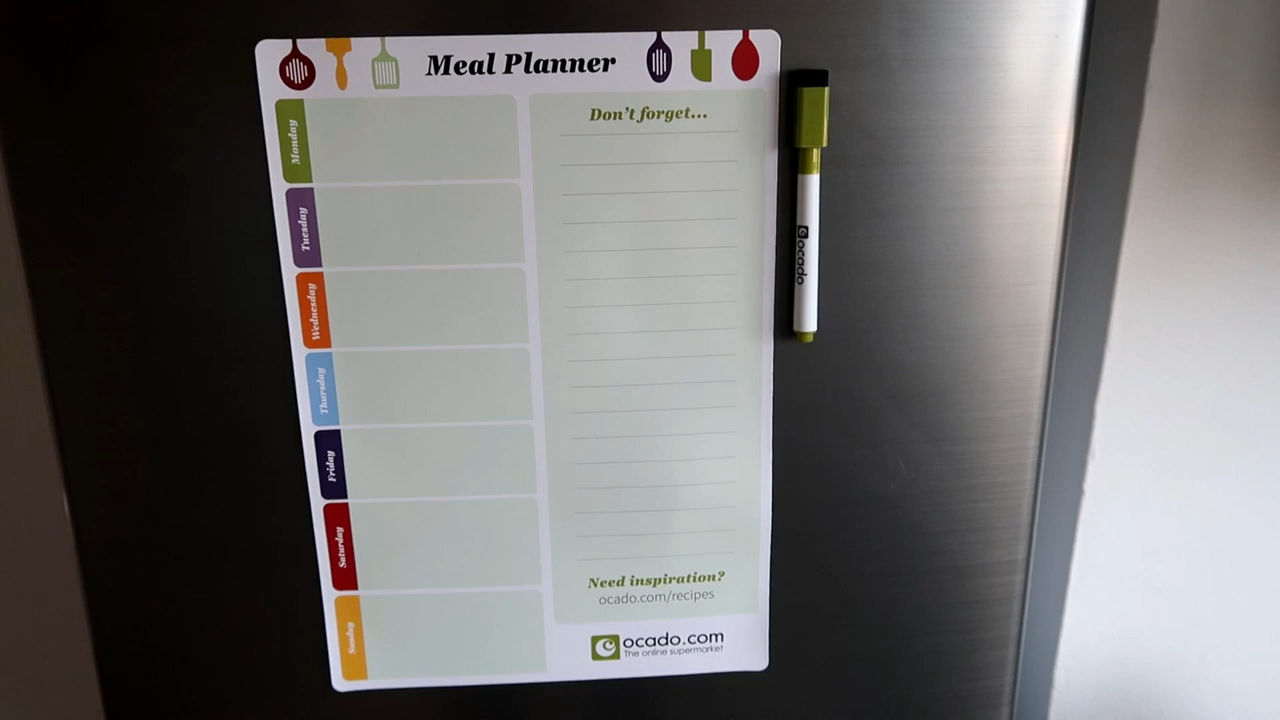 Meal Planner
Monday
Tuesday
Wednesday
Thursday
Friday
Saturday
Sunday
Don't forget...
Need inspiration?
ocado.com/recipes
ocado.com
The online supermarket
ocado